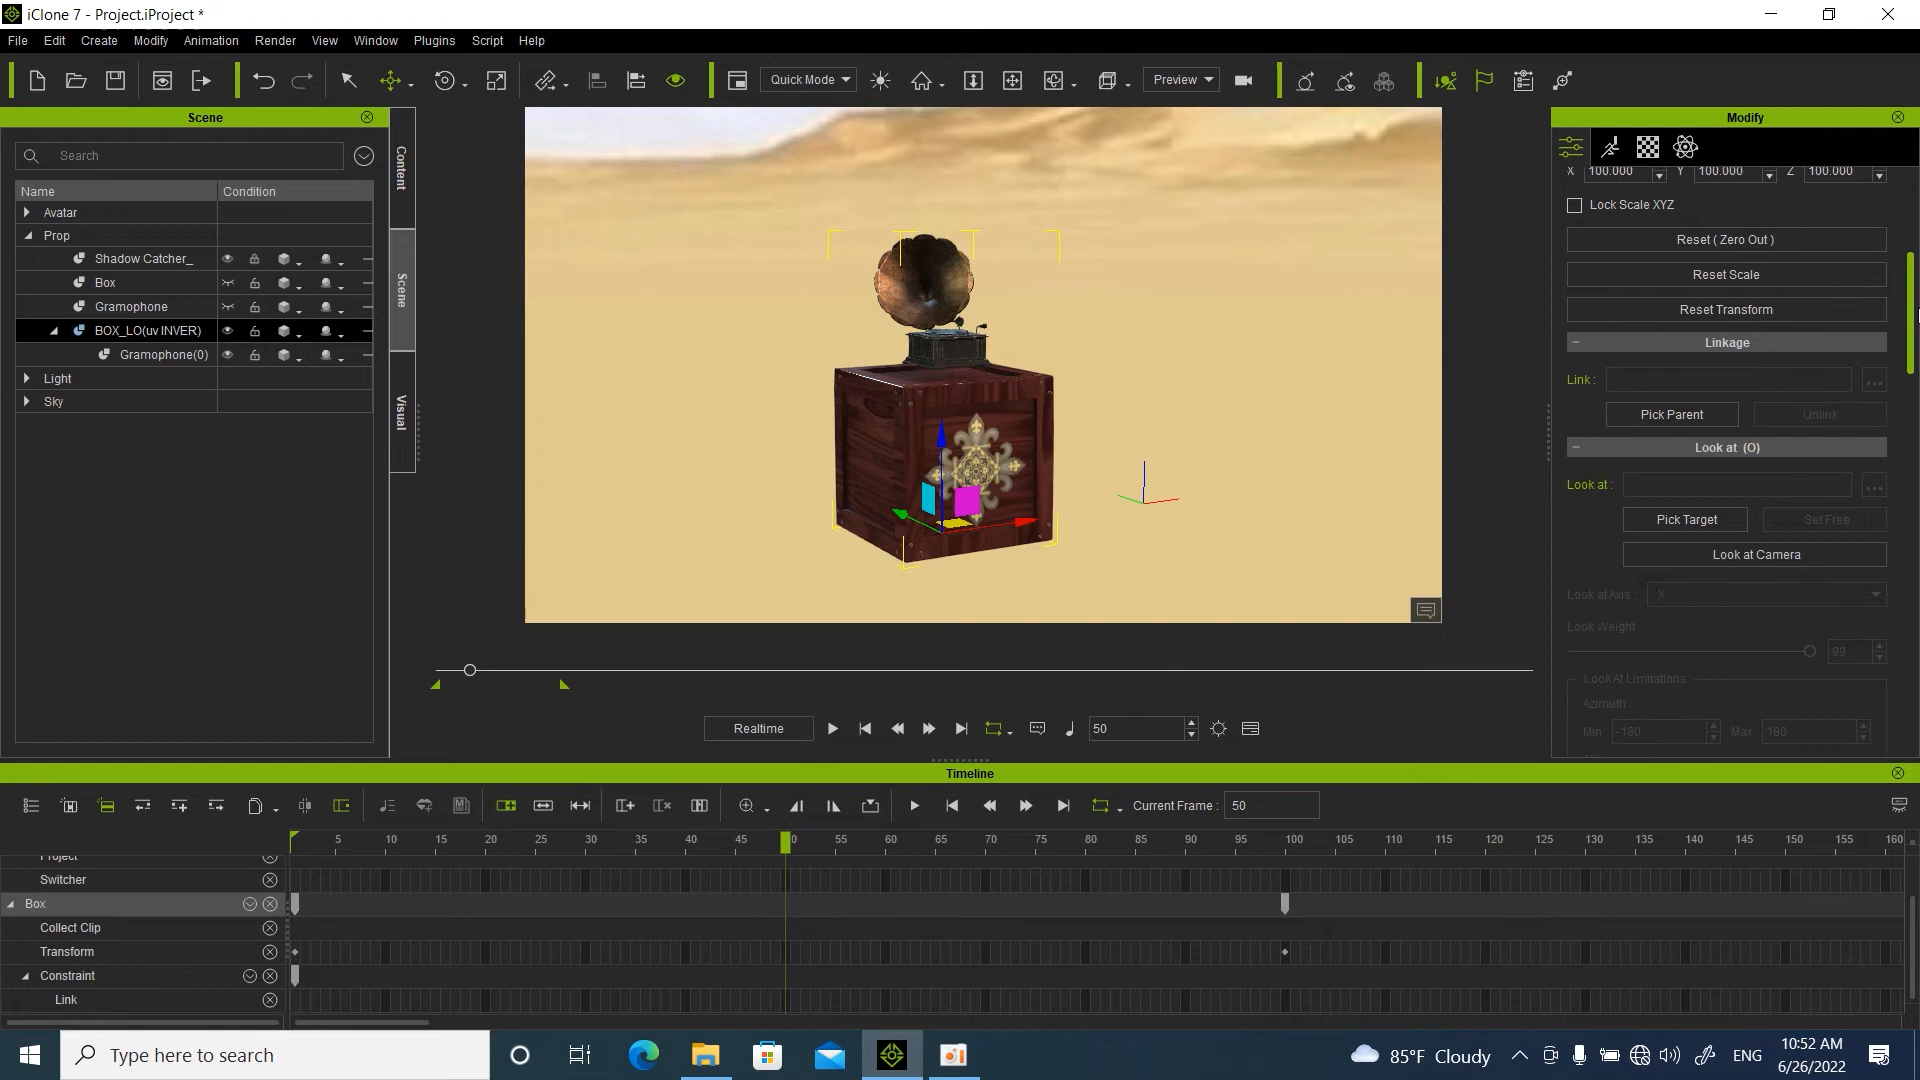 iClone 7 - Project.iProject *
File Edit Create Modify Animation Render View Window Plugins Script Help
Quick Mode
Preview
Scene
Search
Name Condition
Avatar
Prop
Shadow Catcher_
Box
Gramophone
BOX_LO(uv INVER)
Gramophone(0)
Light
Sky
Content
Scene
Visual
Modify
X 100.000 Y 100.000 Z 100.000
Lock Scale XYZ
Reset ( Zero Out )
Reset Scale
Reset Transform
Linkage
Link :
Pick Parent Unlink
Look at (O)
Look at :
Pick Target Set Free
Look at Camera
Look at Axis : X
Look Weight
99
Look At Limitations
Azimuth :
Min -180 Max 180
Realtime 50
Timeline
Current Frame : 50
5 10 15 20 25 30 35 40 45 0 55 60 65 70 75 80 85 90 95 100 105 110 115 120 125 130 135 140 145 150 155 160
Project
Switcher
Box
Collect Clip
Transform
Constraint
Link
Type here to search
85°F Cloudy
ENG
10:52 AM
6/26/2022